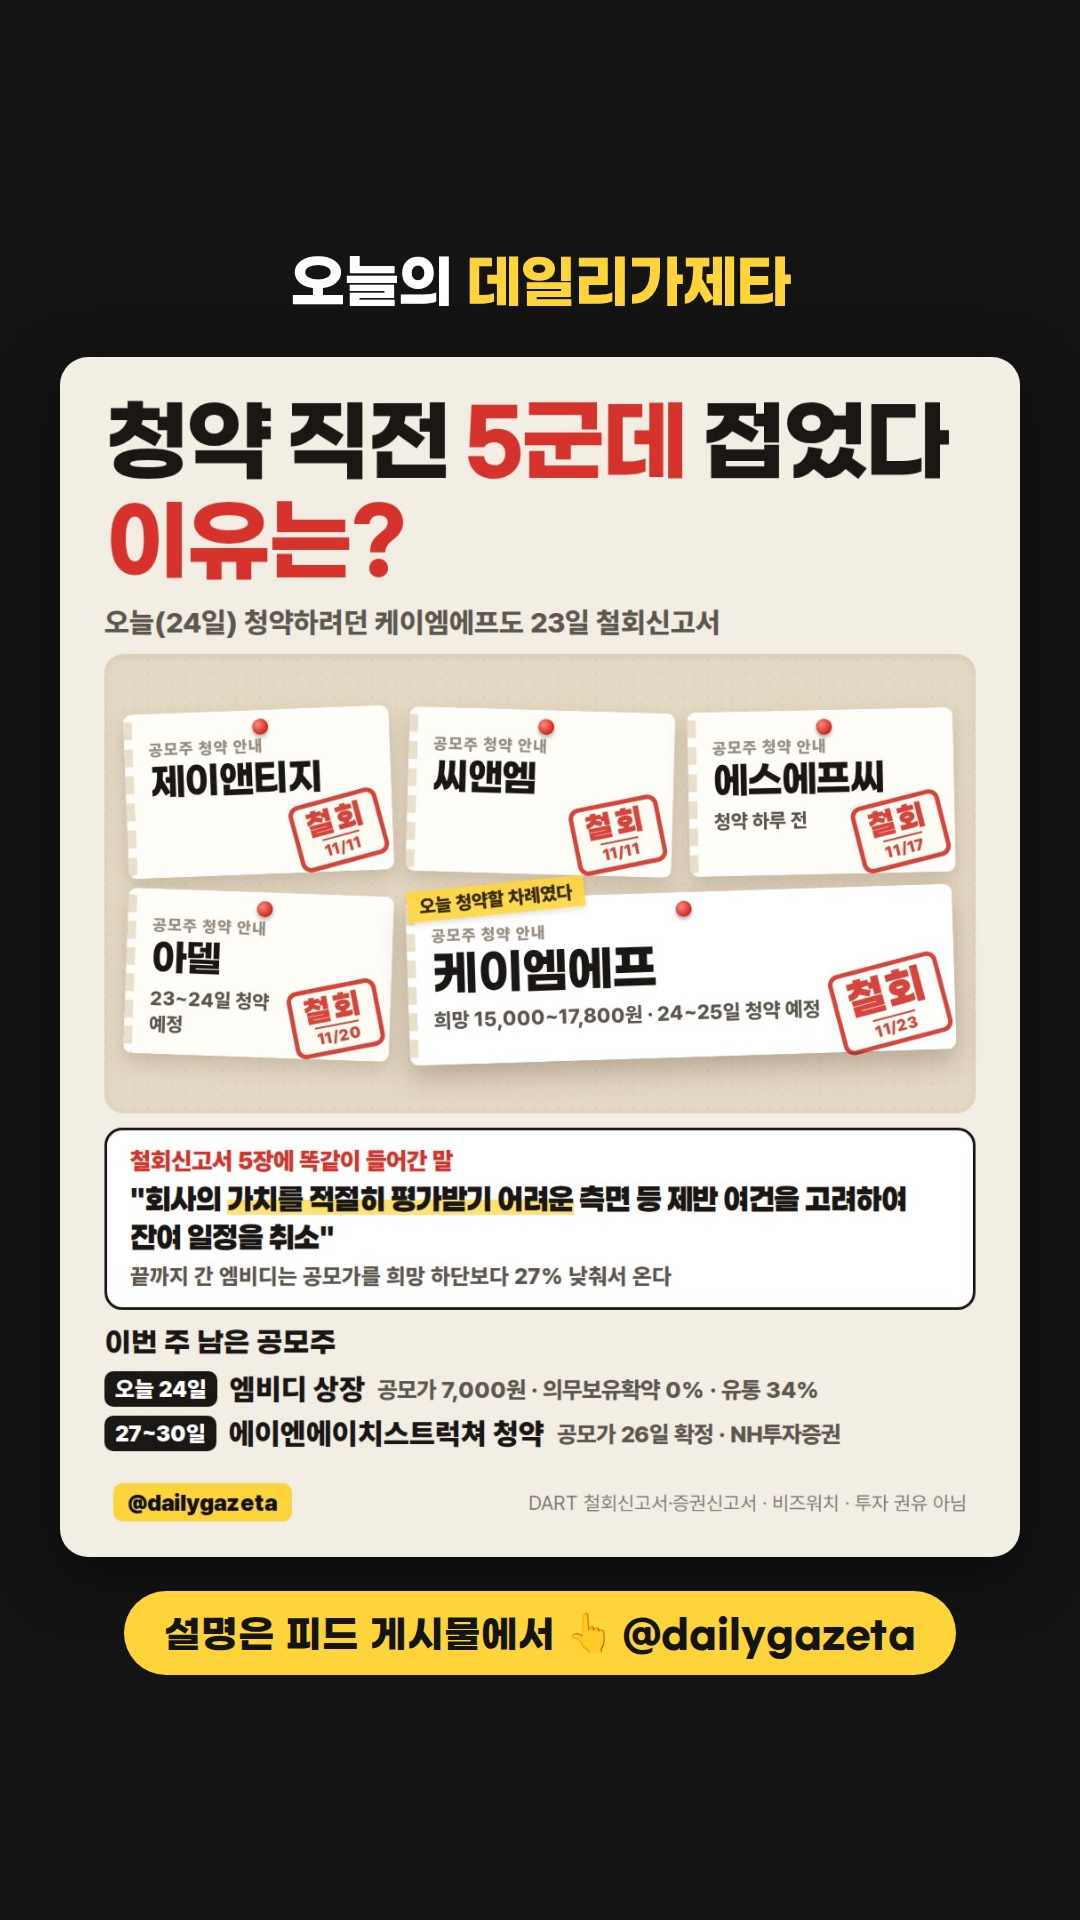 오늘의 데일리가제타
청약 직전 5군데 접었다
이유는?
오늘(24일) 청약하려던 케이엠에프도 23일 철회신고서
공모주 청약 안내
제이앤티지
철회
11/11
공모주 청약 안내
씨앤엠
철회
11/11
공모주 청약 안내
에스에프씨
청약 하루 전
철회
11/17
공모주 청약 안내
아델
23~24일 청약
예정
철회
11/20
오늘 청약할 차례였다
공모주 청약 안내
케이엠에프
희망 15,000~17,800원 · 24~25일 청약 예정
철회
11/23
철회신고서 5장에 똑같이 들어간 말
"회사의 가치를 적절히 평가받기 어려운 측면 등 제반 여건을 고려하여
잔여 일정을 취소"
끝까지 간 엠비디는 공모가를 희망 하단보다 27% 낮춰서 온다
이번 주 남은 공모주
오늘 24일 엠비디 상장 공모가 7,000원 · 의무보유확약 0% · 유통 34%
27~30일 에이엔에이치스트럭쳐 청약 공모가 26일 확정 · NH투자증권
@dailygazeta
DART 철회신고서·증권신고서 · 비즈워치 · 투자 권유 아님
설명은 피드 게시물에서 👆 @dailygazeta